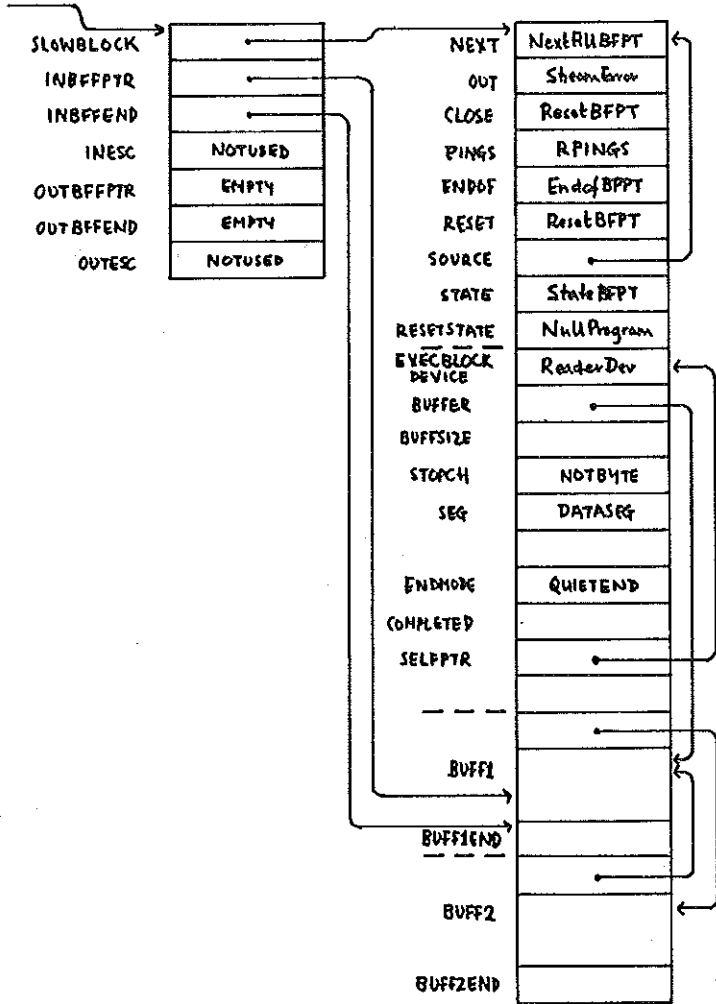 SLOWBLOCK
INBFFPTR
INBFFEND
INESC NOTUSED
OUTBFFPTR EMPTY
OUTBFFEND EMPTY
OUTESC NOTUSED
NEXT NextRUBFPT
OUT StreamError
CLOSE ResetBFPT
PINGS RPINGS
ENDOF EndofBFPT
RESET ResetBFPT
SOURCE
STATE StateBFPT
RESETSTATE NullProgram
EXECBLOCK
DEVICE ReaderDev
BUFFER
BUFFSIZE
STOPCH NOTBYTE
SEG DATASEG
ENDMODE QUIETEND
COMPLETED
SELFPTR
BUFF1
BUFF1END
BUFF2
BUFF2END